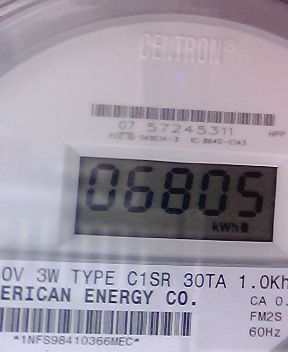 CENTRON®
07 57245311
HPP
06805
kWh
0V 3W TYPE C1SR 30TA 1.0Kh
ERICAN ENERGY CO.
CA 0.
FM2S
60Hz
*1NFS98410366MEC*